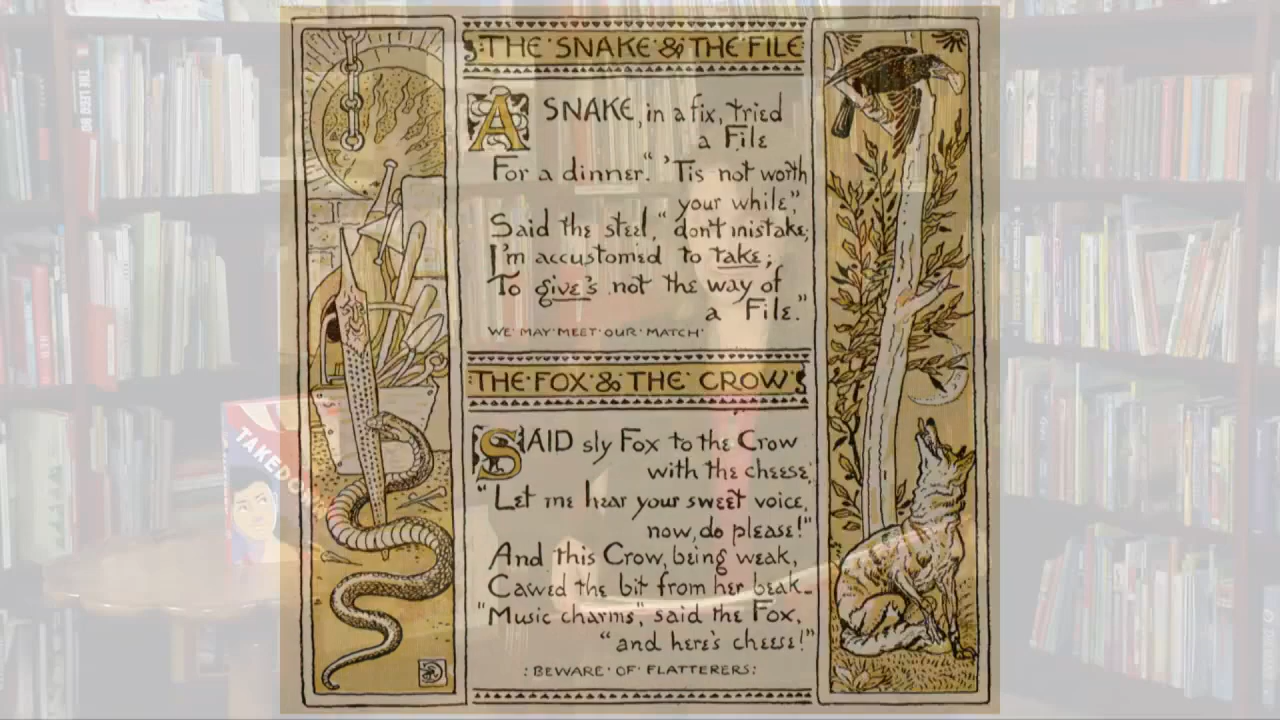 THE SNAKE & THE FILE
A SNAKE, in a fix, tried
a File
For a dinner. "'Tis not worth
your while,"
Said the steel, "don't mistake;
I'm accustomed to take;
To give's not the way of
a File."
WE MAY MEET OUR MATCH
THE FOX & THE CROW
SAID sly Fox to the Crow
with the cheese,
"Let me hear your sweet voice,
now, do please!"
And this Crow, being weak,
Cawed the bit from her beak_
"Music charms," said the Fox,
"and here's cheese!"
: BEWARE OF FLATTERERS:
TAKEDOWN